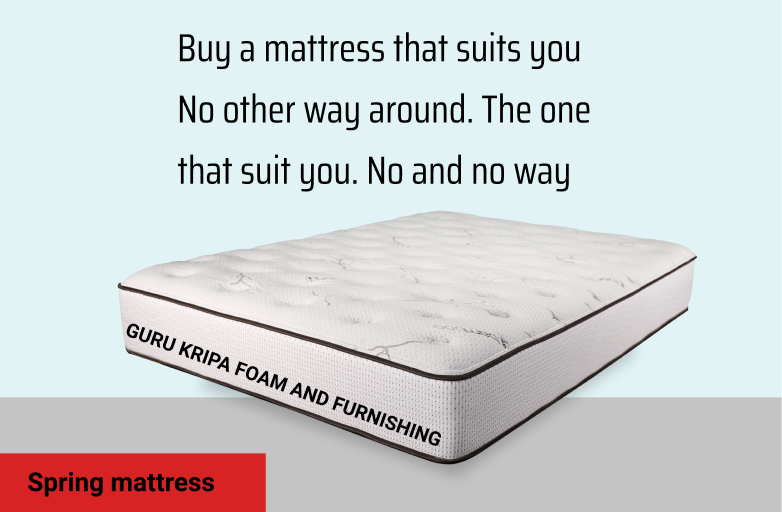 Buy a mattress that suits you
No other way around. The one
that suit you. No and no way
GURU KRIPA FOAM AND FURNISHING
Spring mattress